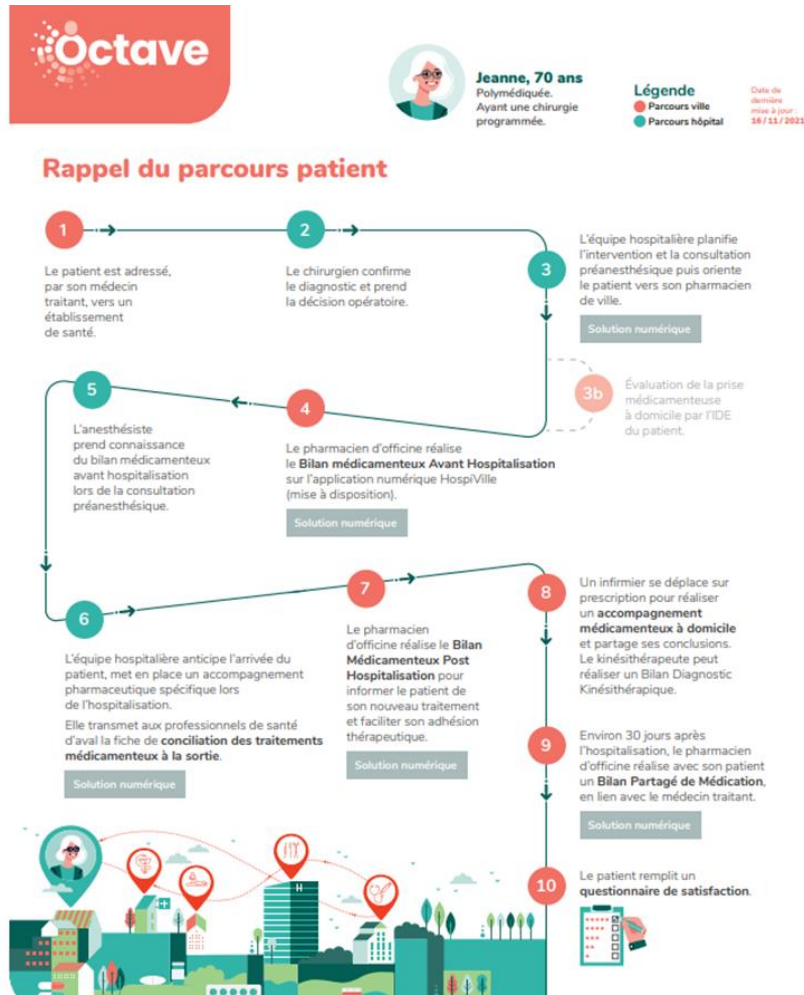 Octave
Jeanne, 70 ans
Polymédiquée.
Ayant une chirurgie
programmée.
Légende
Parcours ville
Parcours hôpital
Date de
dernière
mise à jour :
16 / 11 / 2021
Rappel du parcours patient
1
Le patient est adressé,
par son médecin
traitant, vers un
établissement
de santé.
2
Le chirurgien confirme
le diagnostic et prend
la décision opératoire.
3
L'équipe hospitalière planifie
l'intervention et la consultation
préanesthésique puis oriente
le patient vers son pharmacien
de ville.
Solution numérique
3b
Évaluation de la prise
médicamenteuse
à domicile par l'IDE
du patient.
4
Le pharmacien d'officine réalise
le Bilan médicamenteux Avant Hospitalisation
sur l'application numérique HospiVille
(mise à disposition).
Solution numérique
5
L'anesthésiste
prend connaissance
du bilan médicamenteux
avant hospitalisation
lors de la consultation
préanesthésique.
6
L'équipe hospitalière anticipe l'arrivée du
patient, met en place un accompagnement
pharmaceutique spécifique lors
de l'hospitalisation.
Elle transmet aux professionnels de santé
d'aval la fiche de conciliation des traitements
médicamenteux à la sortie.
Solution numérique
7
Le pharmacien
d'officine réalise le Bilan
Médicamenteux Post
Hospitalisation pour
informer le patient de
son nouveau traitement
et faciliter son adhésion
thérapeutique.
Solution numérique
8
Un infirmier se déplace sur
prescription pour réaliser
un accompagnement
médicamenteux à domicile
et partage ses conclusions.
Le kinésithérapeute peut
réaliser un Bilan Diagnostic
Kinésithérapique.
9
Environ 30 jours après
l'hospitalisation, le pharmacien
d'officine réalise avec son patient
un Bilan Partagé de Médication,
en lien avec le médecin traitant.
Solution numérique
10
Le patient remplit un
questionnaire de satisfaction.
H